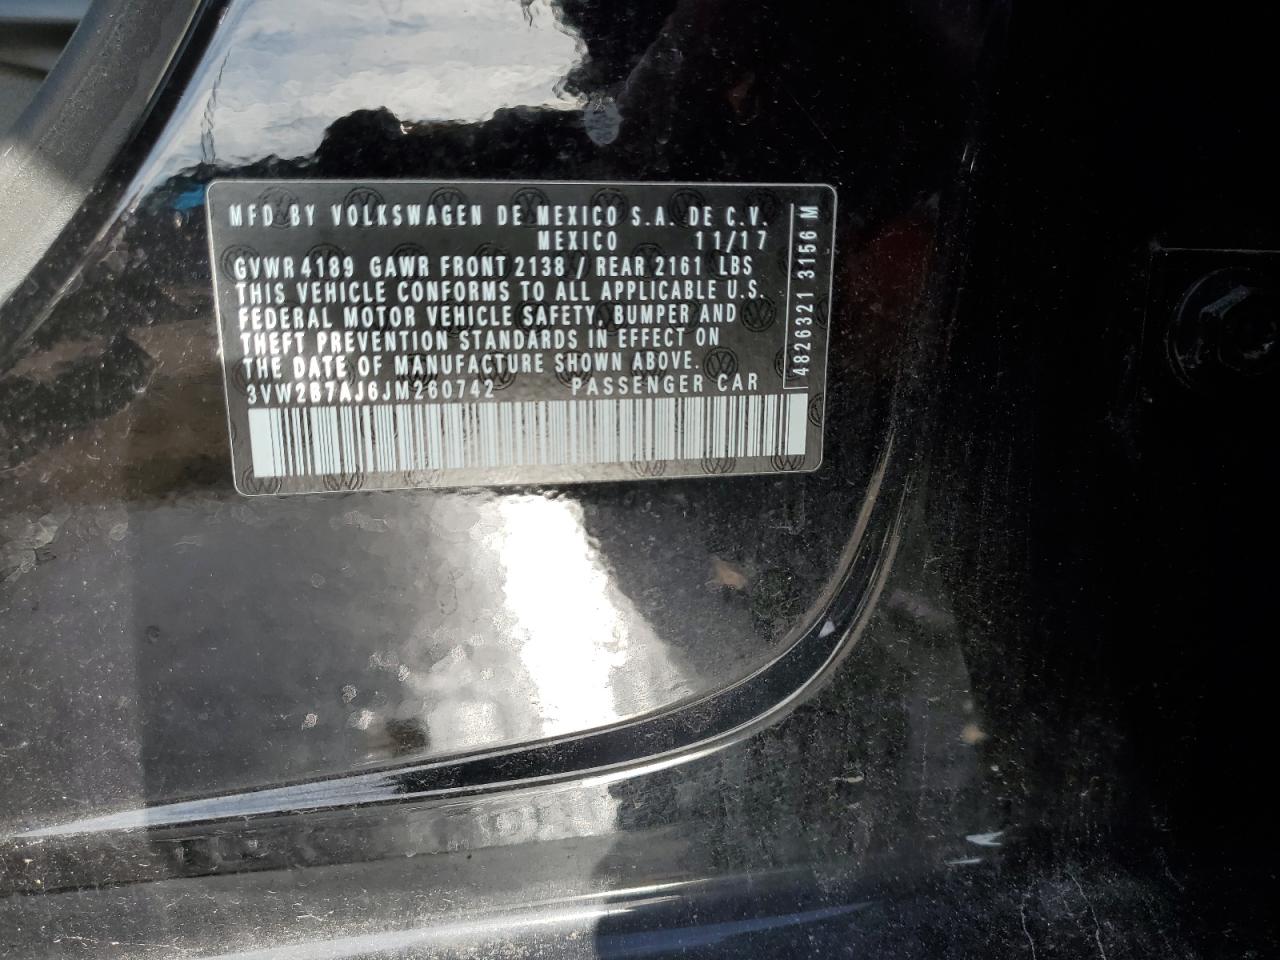 MFD BY VOLKSWAGEN DE MEXICO S.A. DE C.V.
MEXICO 11/17
GVWR 4189 GAWR FRONT 2138 / REAR 2161 LBS
THIS VEHICLE CONFORMS TO ALL APPLICABLE U.S.
FEDERAL MOTOR VEHICLE SAFETY, BUMPER AND
THEFT PREVENTION STANDARDS IN EFFECT ON
THE DATE OF MANUFACTURE SHOWN ABOVE.
3VW2B7AJ6JM260742 PASSENGER CAR
4826321 3156 M